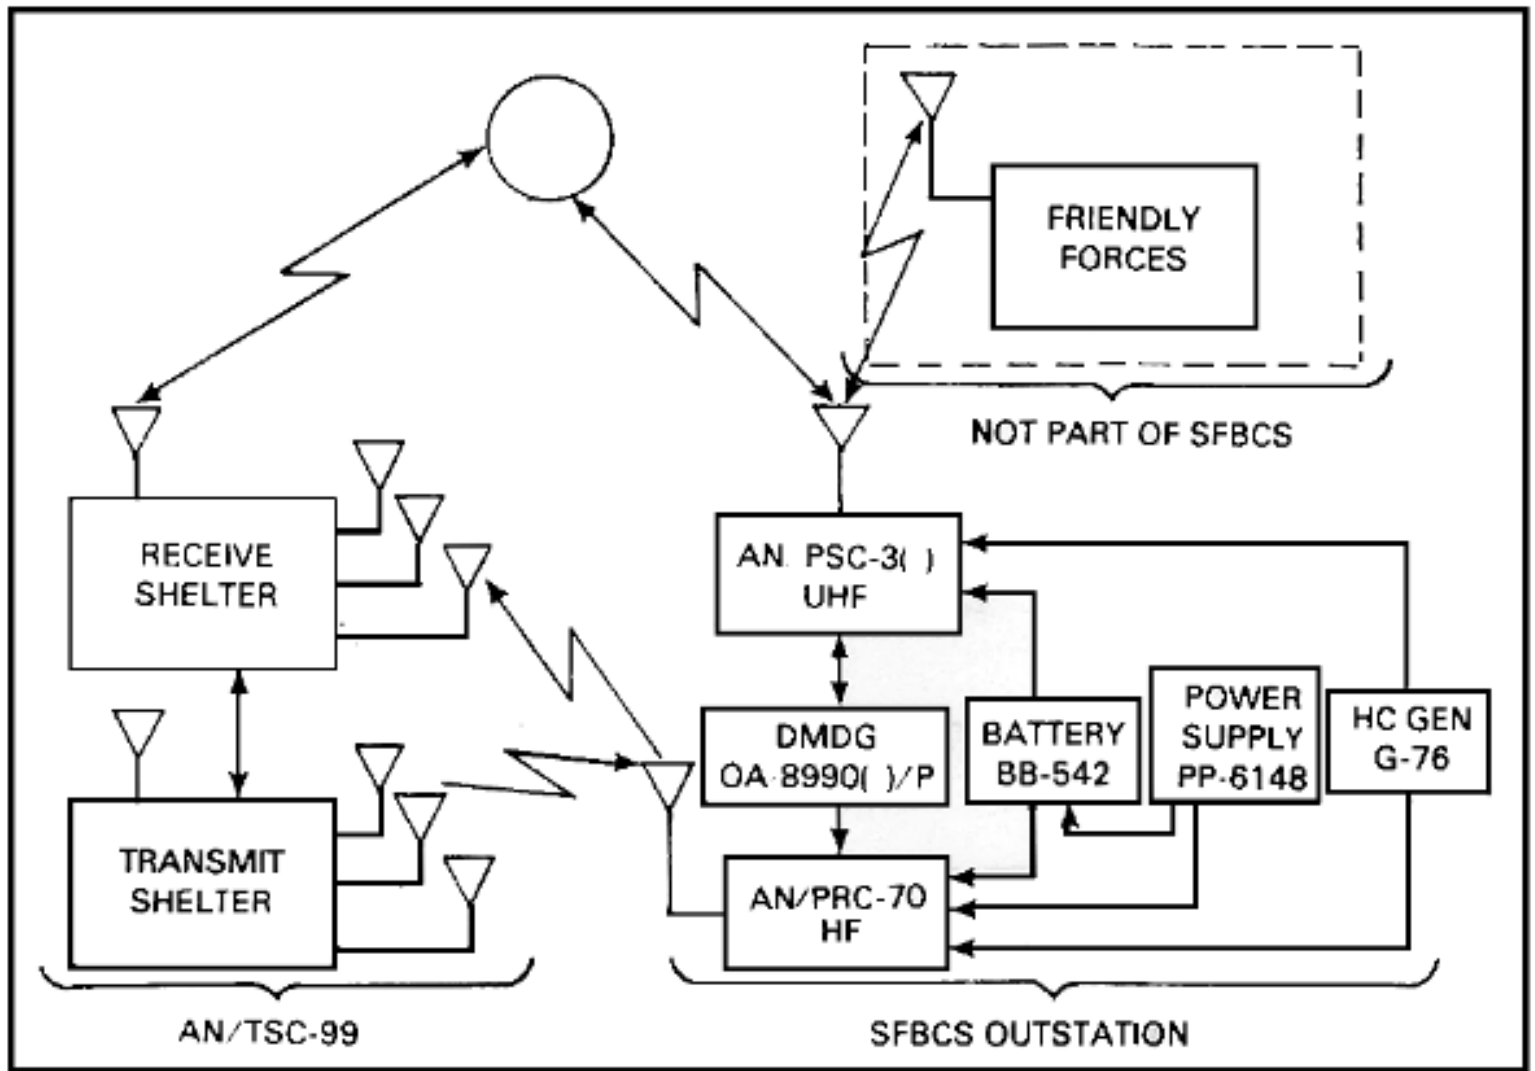 FRIENDLY
FORCES
NOT PART OF SFBCS
RECEIVE
SHELTER
AN PSC-3( )
UHF
DMDG
OA-8990( )/P
BATTERY
BB-542
POWER
SUPPLY
PP-6148
HC GEN
G-76
TRANSMIT
SHELTER
AN/PRC-70
HF
AN/TSC-99
SFBCS OUTSTATION